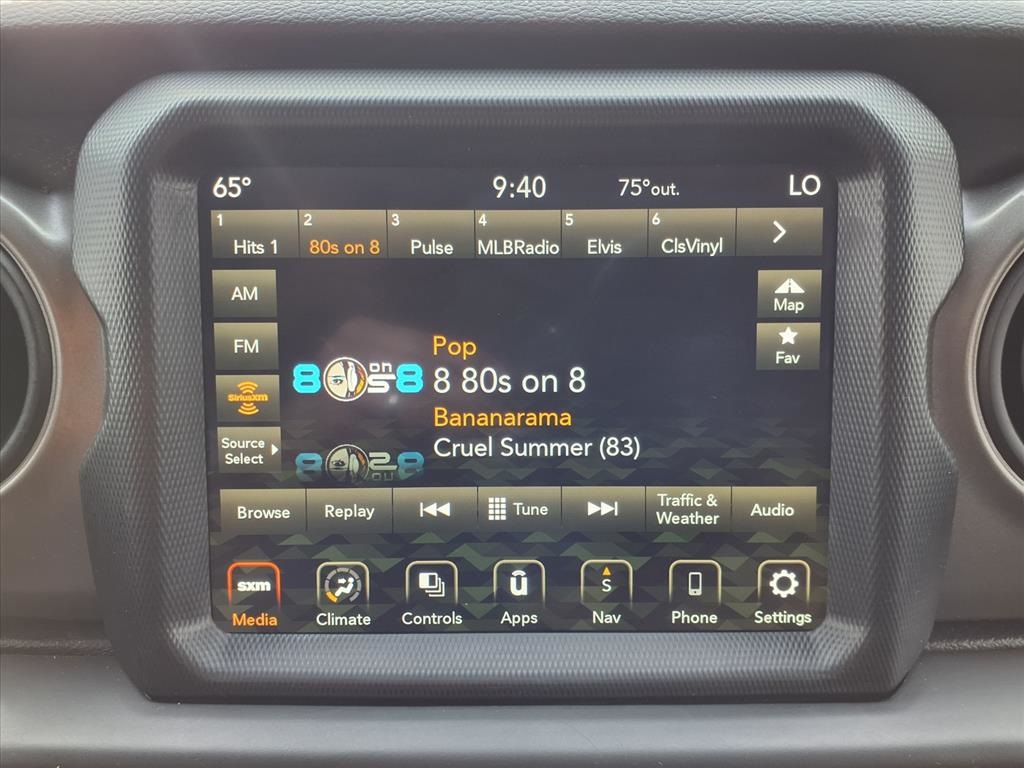 65° 9:40 75°out. LO
1 2 3 4 5 6
Hits 1 80s on 8 Pulse MLBRadio Elvis ClsVinyl
AM
Map
FM
Fav
SiriusXM
Source
Select
80s on 8
Pop
8 80s on 8
Bananarama
Cruel Summer (83)
Browse Replay Tune Traffic &
Weather Audio
sxm
u
S
Media Climate Controls Apps Nav Phone Settings